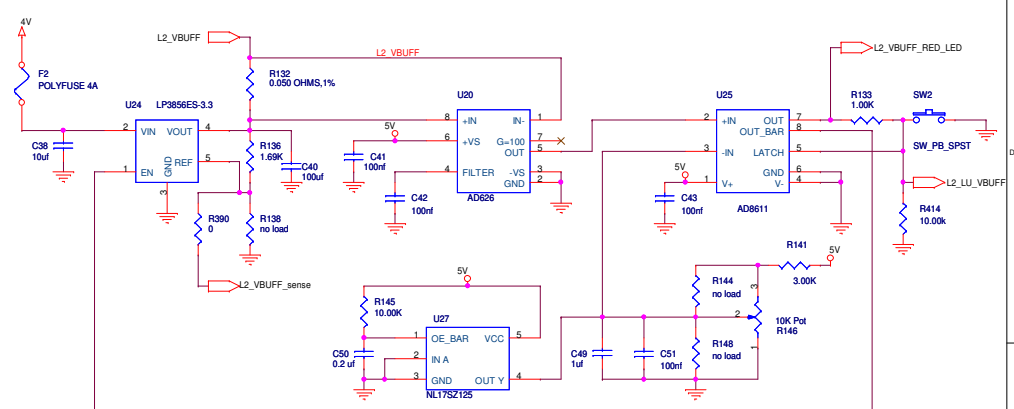 4V
L2_VBUFF
L2_VBUFF
L2_VBUFF_RED_LED
F2
POLYFUSE 4A
R132
0.050 OHMS,1%
U24
LP3856ES-3.3
U20
U25
R133
1.00K
SW2
2
VIN
VOUT
4
8
+IN
IN-
1
2
+IN
OUT
7
5V
6
+VS
G=100
7
OUT_BAR
8
C38
10uf
REF
5
GND
R136
1.69K
C41
100nf
OUT
5
3
-IN
LATCH
5
SW_PB_SPST
1
EN
3
C40
100uf
4
FILTER
-VS
3
GND
2
5V
GND
6
L2_LU_VBUFF
C42
100nf
AD626
C43
100nf
1
V+
V-
4
AD8611
R390
0
R138
no load
R414
10.00k
L2_VBUFF_sense
5V
R141
3.00K
5V
R145
10.00K
R144
no load
3
U27
2
10K Pot
R146
1
OE_BAR
VCC
5
C50
0.2 uf
2
IN A
C49
1uf
C51
100nf
R148
no load
1
3
GND
OUT Y
4
NL17SZ125
D